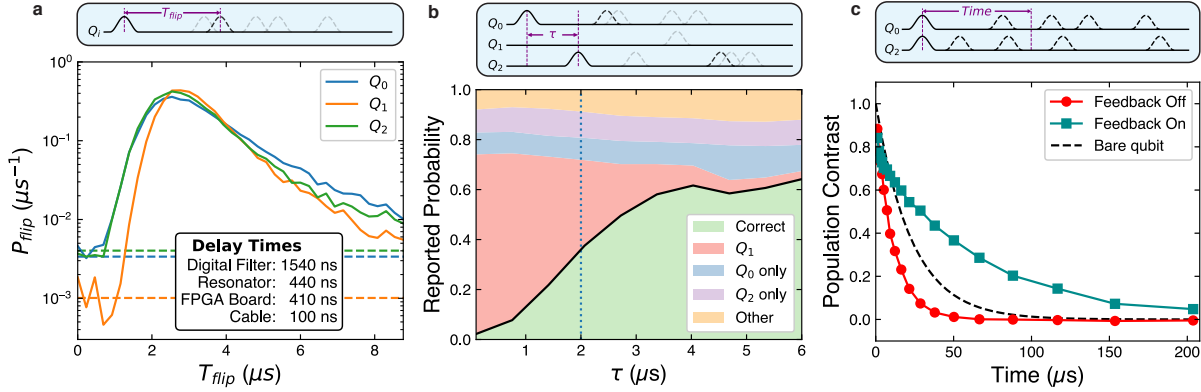 a
T_flip
Q_i
10⁰
10⁻¹
10⁻²
10⁻³
P_flip (μs⁻¹)
Q₀
Q₁
Q₂
Delay Times
Digital Filter: 1540 ns
Resonator: 440 ns
FPGA Board: 410 ns
Cable: 100 ns
0 2 4 6 8
T_flip (μs)
b
Q₀
τ
Q₁
Q₂
1.0
0.8
0.6
0.4
0.2
0.0
Reported Probability
Correct
Q₁
Q₀ only
Q₂ only
Other
1 2 3 4 5 6
τ (μs)
c
Time
Q₀
Q₂
1.0
0.8
0.6
0.4
0.2
0.0
Population Contrast
Feedback Off
Feedback On
Bare qubit
0 50 100 150 200
Time (μs)